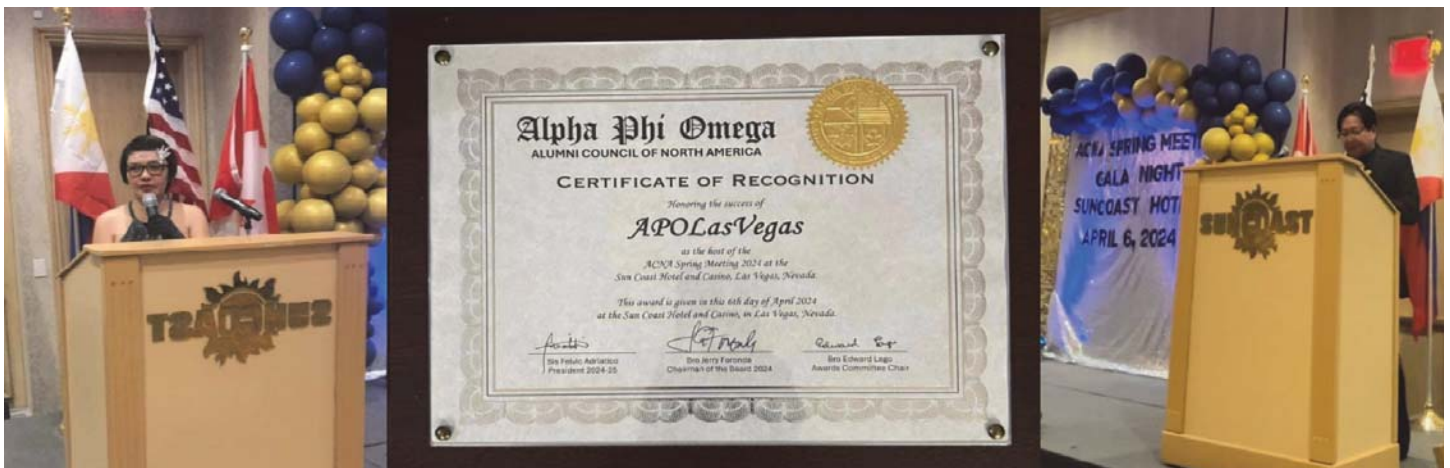 SUNCOAST
Alpha Phi Omega
ALUMNI COUNCIL OF NORTH AMERICA
CERTIFICATE OF RECOGNITION
Honoring the success of
APOLasVegas
as the host of the
ACNA Spring Meeting 2024 at the
Sun Coast Hotel and Casino, Las Vegas, Nevada.
This award is given in this 6th day of April 2024
at the Sun Coast Hotel and Casino, in Las Vegas, Nevada.
Sis Felvic Adriatico
President 2024-25
Bro Jerry Foronda
Chairman of the Board 2024
Bro Edward Lago
Awards Committee Chair
ACNA SPRING MEET
GALA NIGHT
SUNCOAST HOT
APRIL 6, 2024
SUNCOAST